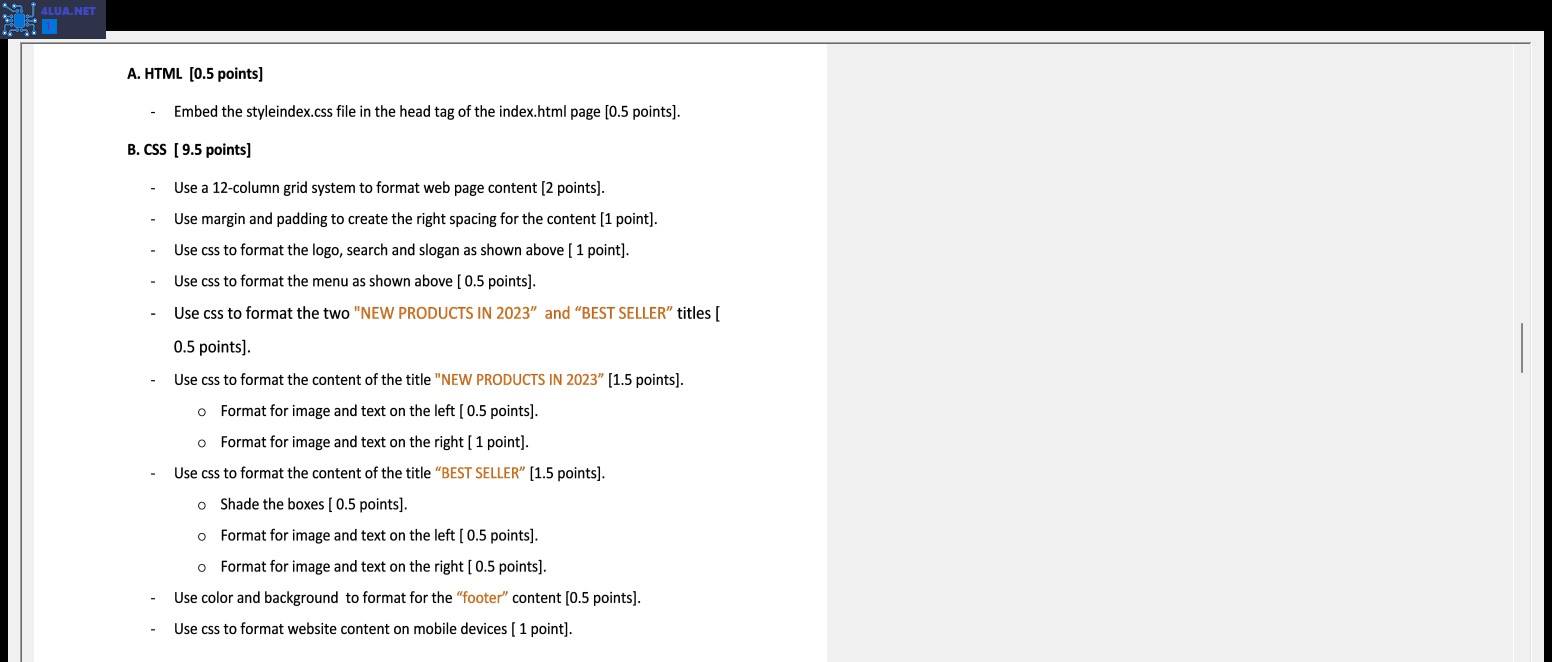 4LUA.NET
A. HTML [0.5 points]
- Embed the styleindex.css file in the head tag of the index.html page [0.5 points].
B. CSS [ 9.5 points]
- Use a 12-column grid system to format web page content [2 points].
- Use margin and padding to create the right spacing for the content [1 point].
- Use css to format the logo, search and slogan as shown above [ 1 point].
- Use css to format the menu as shown above [ 0.5 points].
- Use css to format the two "NEW PRODUCTS IN 2023” and “BEST SELLER” titles [
0.5 points].
- Use css to format the content of the title "NEW PRODUCTS IN 2023” [1.5 points].
o Format for image and text on the left [ 0.5 points].
o Format for image and text on the right [ 1 point].
- Use css to format the content of the title “BEST SELLER” [1.5 points].
o Shade the boxes [ 0.5 points].
o Format for image and text on the left [ 0.5 points].
o Format for image and text on the right [ 0.5 points].
- Use color and background to format for the “footer” content [0.5 points].
- Use css to format website content on mobile devices [ 1 point].